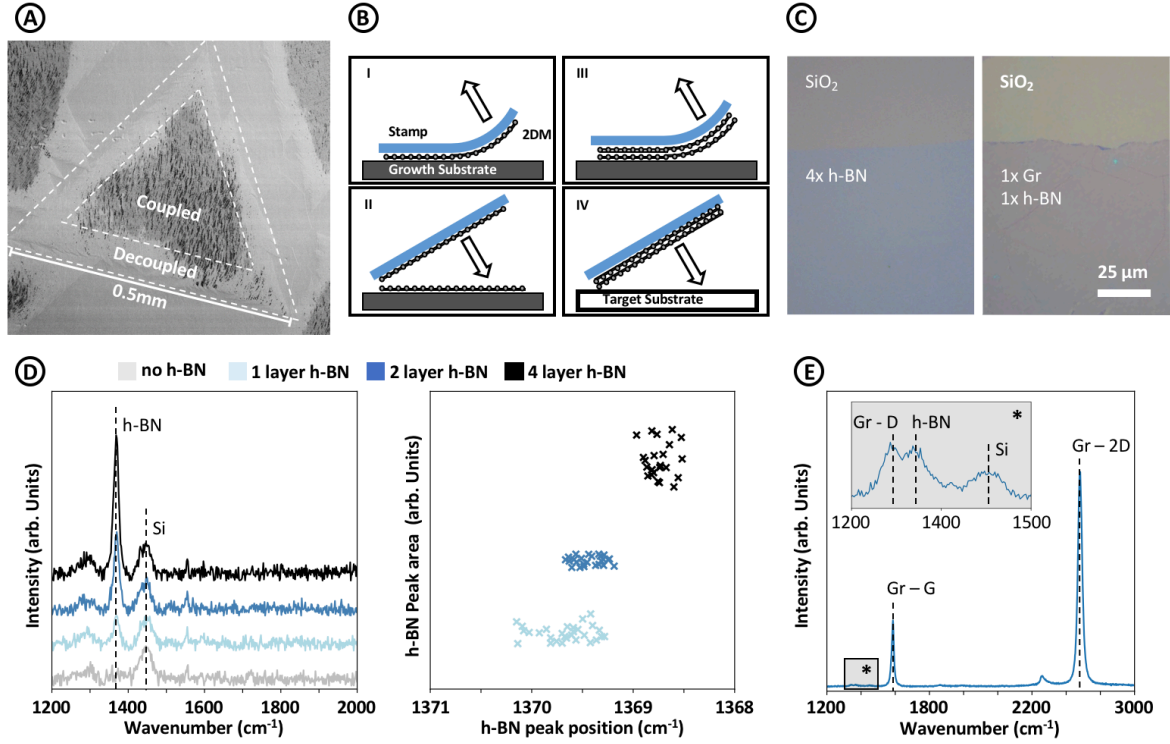 A
Coupled
Decoupled
0.5mm
B
I
Stamp
2DM
Growth Substrate
III
II
IV
Target Substrate
C
SiO₂
4x h-BN
SiO₂
1x Gr
1x h-BN
25 µm
D
no h-BN
1 layer h-BN
2 layer h-BN
4 layer h-BN
h-BN
Si
Intensity (arb. Units)
1200 1400 1600 1800 2000
Wavenumber (cm⁻¹)
h-BN Peak area (arb. Units)
1371 1370 1369 1368
h-BN peak position (cm⁻¹)
E
*
Gr - D
h-BN
Si
1200 1400 1500
Gr – 2D
Gr – G
*
Intensity (arb. Units)
1200 1800 2200 2600 3000
Wavenumber (cm⁻¹)